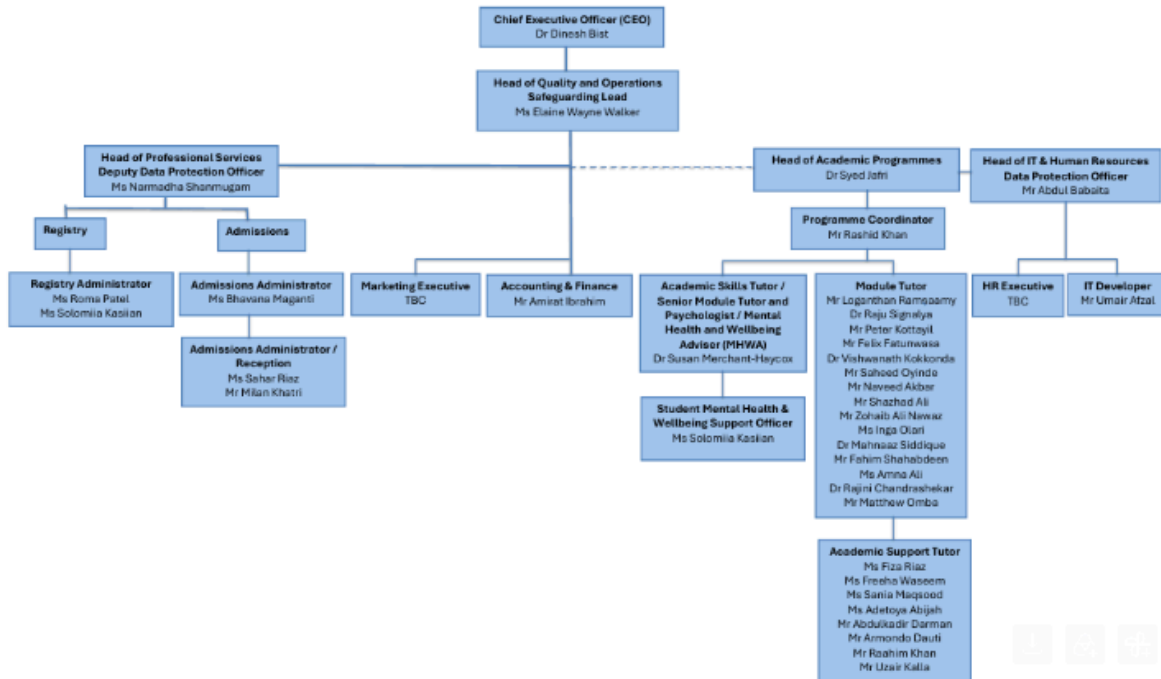 Chief Executive Officer (CEO)
Dr Dinesh Bist
Head of Quality and Operations
Safeguarding Lead
Ms Elaine Wayne Walker
Head of Professional Services
Deputy Data Protection Officer
Ms Narmadha Shanmugam
Head of Academic Programmes
Dr Syed Jafri
Head of IT & Human Resources
Data Protection Officer
Mr Abdul Babaita
Registry
Admissions
Programme Coordinator
Mr Rashid Khan
Registry Administrator
Ms Roma Patel
Ms Solomiia Kasiian
Admissions Administrator
Ms Bhavana Maganti
Marketing Executive
TBC
Accounting & Finance
Mr Amirat Ibrahim
Academic Skills Tutor /
Senior Module Tutor and
Psychologist / Mental
Health and Wellbeing
Adviser (MHWA)
Dr Susan Merchant-Haycox
Module Tutor
Mr Loganthan Ramsaamy
Dr Raju Signalya
Mr Peter Kottayil
Mr Felix Fatunwasa
Dr Vishwanath Kokkonda
Mr Saheed Oyinde
Mr Naveed Akbar
Mr Shazhad Ali
Mr Zohaib Ali Nawaz
Ms Inga Olari
Dr Mahnaaz Siddique
Mr Fahim Shahabdeen
Ms Amna Ali
Dr Rajini Chandrashekar
Mr Matthew Omba
HR Executive
TBC
IT Developer
Mr Umair Afzal
Admissions Administrator /
Reception
Ms Sahar Riaz
Mr Milan Khatri
Student Mental Health &
Wellbeing Support Officer
Ms Solomiia Kasiian
Academic Support Tutor
Ms Fiza Riaz
Ms Freeha Waseem
Ms Sania Maqsood
Ms Adetoya Abijah
Mr Abdulkadir Darman
Mr Armondo Dauti
Mr Raahim Khan
Mr Uzair Kalla